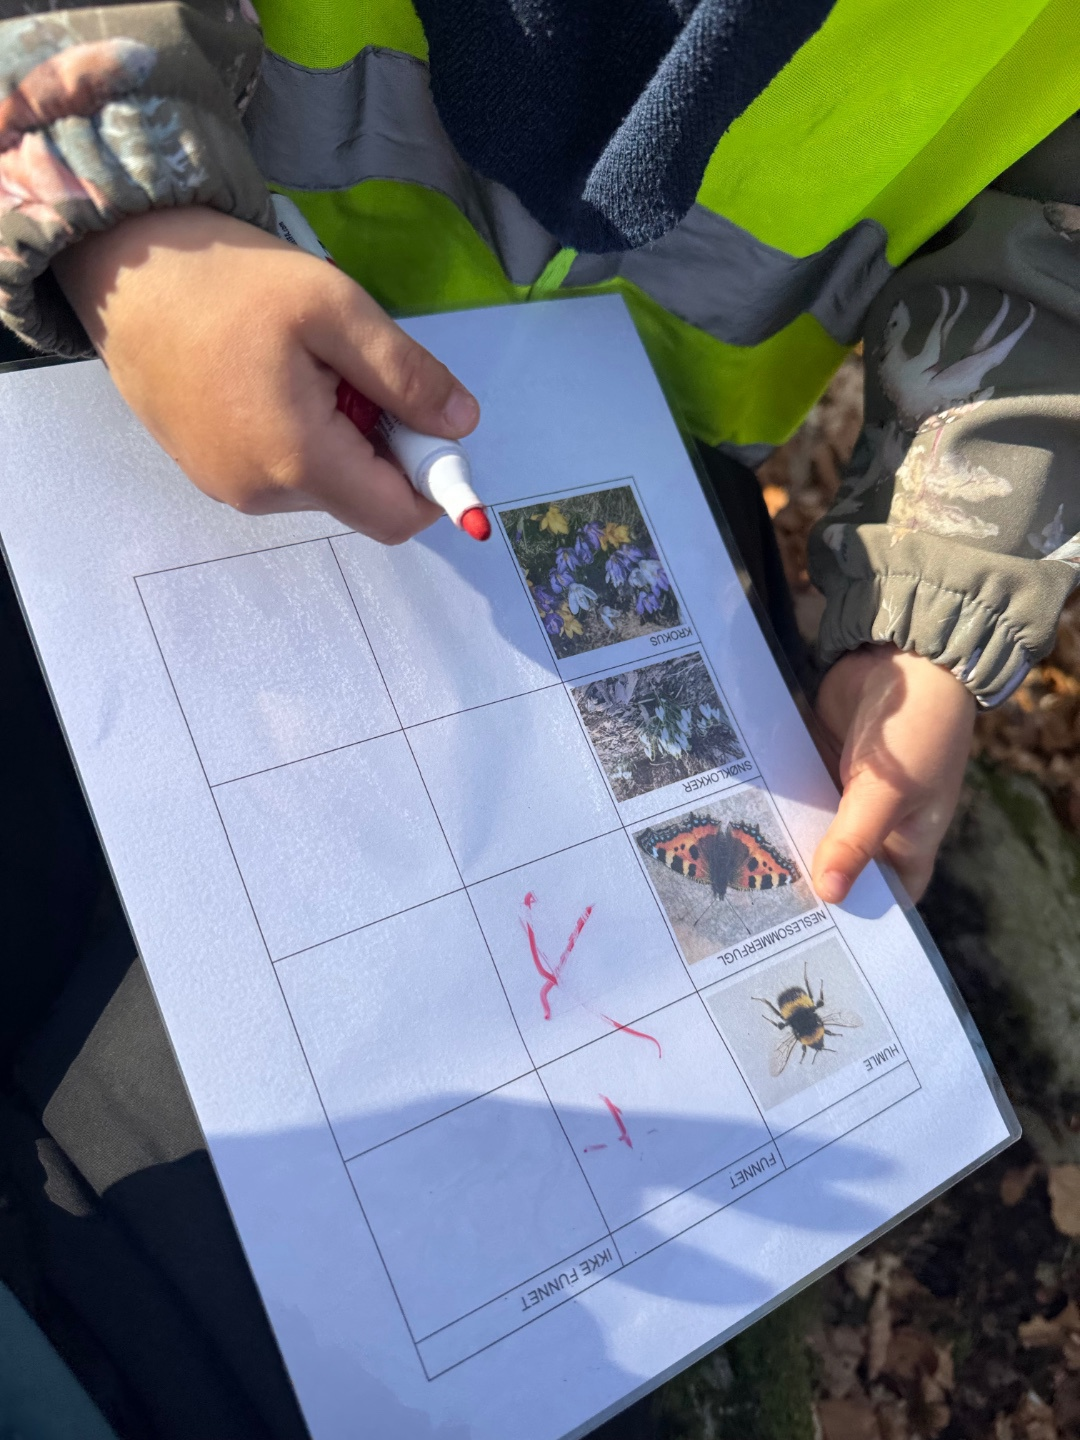 FUNNET
IKKE FUNNET
HUMLE
NESLESOMMERFUGL
SNØKLOKKER
KROKUS